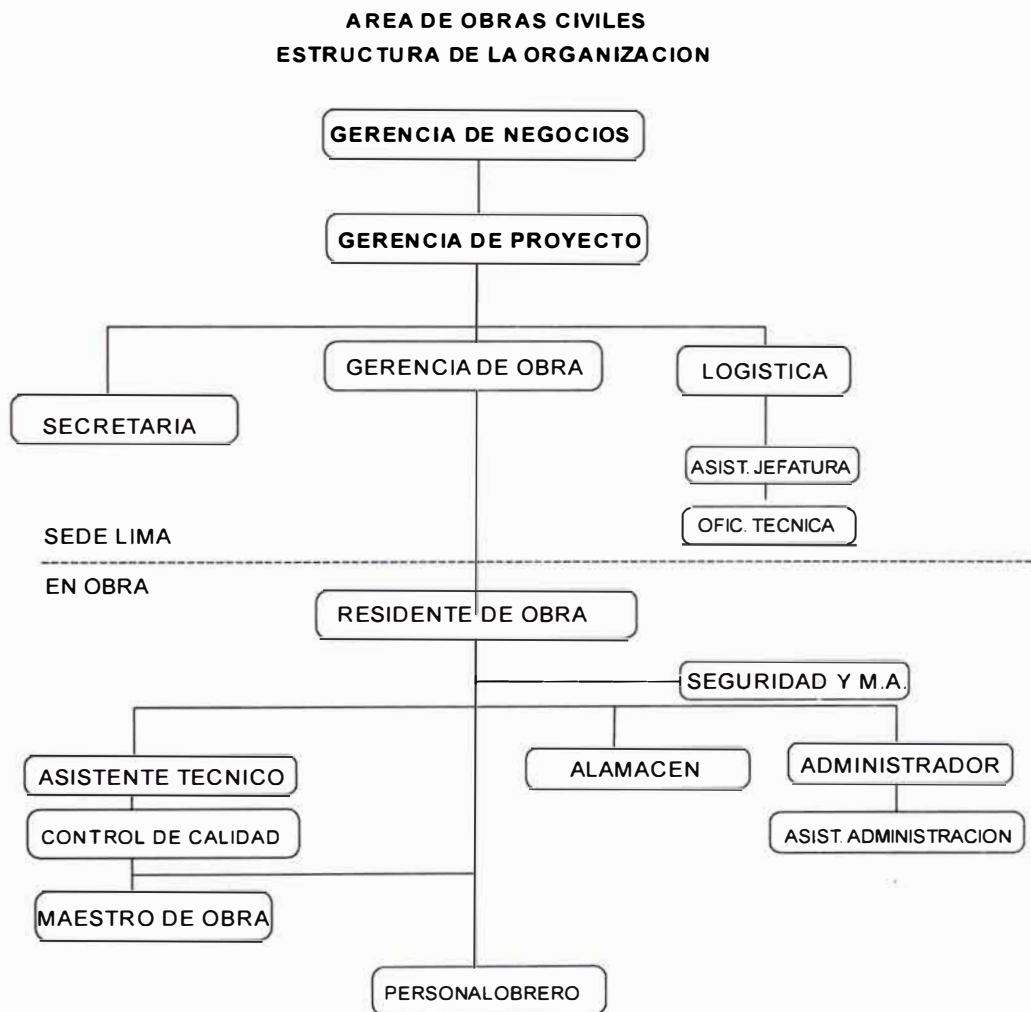 AREA DE OBRAS CIVILES
ESTRUCTURA DE LA ORGANIZACION
GERENCIA DE NEGOCIOS
GERENCIA DE PROYECTO
GERENCIA DE OBRA
LOGISTICA
SECRETARIA
ASIST. JEFATURA
OFIC. TECNICA
SEDE LIMA
EN OBRA
RESIDENTE DE OBRA
SEGURIDAD Y M.A.
ASISTENTE TECNICO
ALAMACEN
ADMINISTRADOR
CONTROL DE CALIDAD
ASIST. ADMINISTRACION
MAESTRO DE OBRA
PERSONAL OBRERO